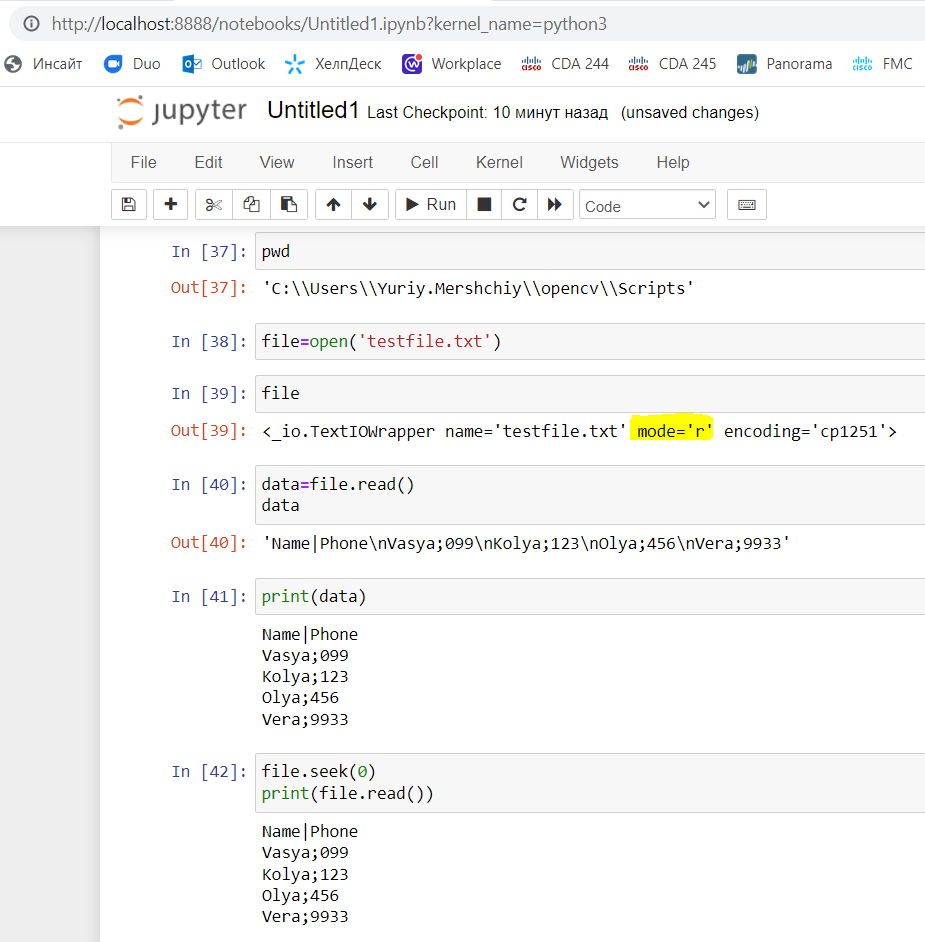 http://localhost:8888/notebooks/Untitled1.ipynb?kernel_name=python3
Инсайт Duo Outlook ХелпДеск Workplace CDA 244 CDA 245 Panorama FMC
jupyter Untitled1 Last Checkpoint: 10 минут назад (unsaved changes)
File Edit View Insert Cell Kernel Widgets Help
Run Code
In [37]: pwd
Out[37]: 'C:\\Users\\Yuriy.Mershchiy\\opencv\\Scripts'
In [38]: file=open('testfile.txt')
In [39]: file
Out[39]: <_io.TextIOWrapper name='testfile.txt' mode='r' encoding='cp1251'>
In [40]: data=file.read()
data
Out[40]: 'Name|Phone\nVasya;099\nKolya;123\nOlya;456\nVera;9933'
In [41]: print(data)
Name|Phone
Vasya;099
Kolya;123
Olya;456
Vera;9933
In [42]: file.seek(0)
print(file.read())
Name|Phone
Vasya;099
Kolya;123
Olya;456
Vera;9933